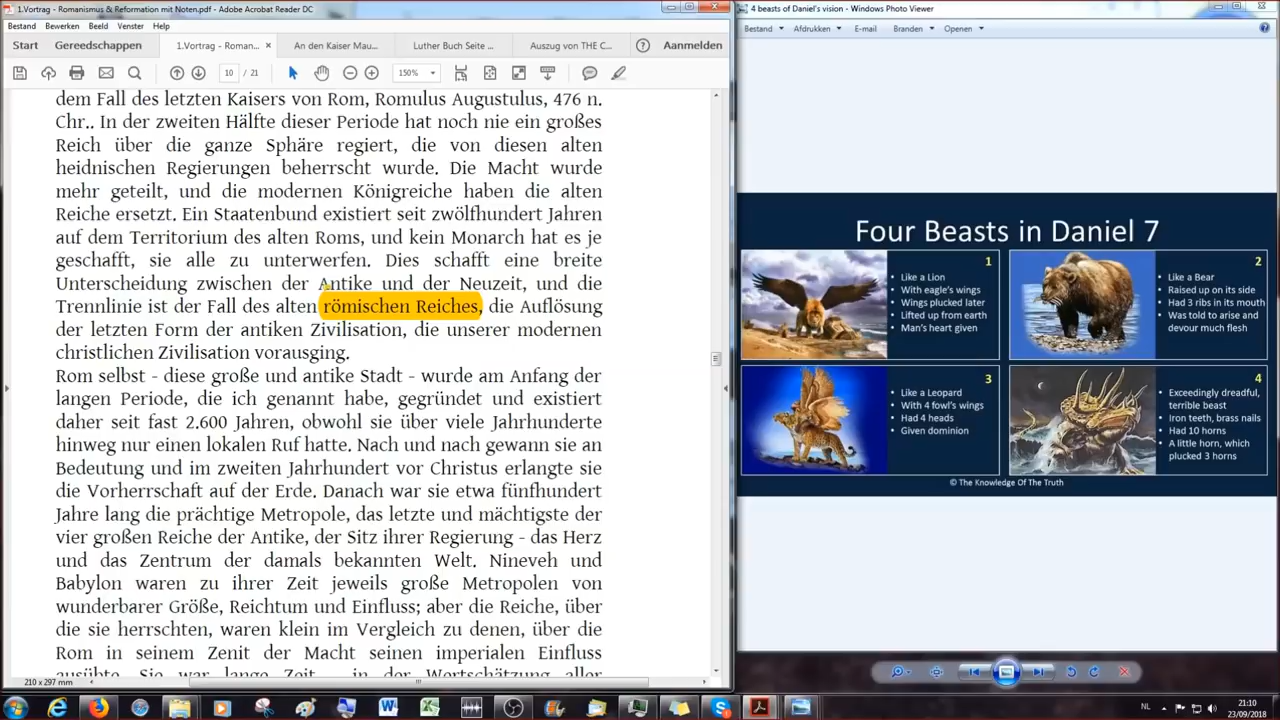 1.Vortrag - Romanismus & Reformation mit Noten.pdf - Adobe Acrobat Reader DC
Bestand Bewerken Beeld Venster Help
Start Gereedschappen 1.Vortrag - Roman... × An den Kaiser Mau... Luther Buch Seite ... Auszug von THE C... Aanmelden
10 / 21 150%
dem Fall des letzten Kaisers von Rom, Romulus Augustulus, 476 n.
Chr.. In der zweiten Hälfte dieser Periode hat noch nie ein großes
Reich über die ganze Sphäre regiert, die von diesen alten
heidnischen Regierungen beherrscht wurde. Die Macht wurde
mehr geteilt, und die modernen Königreiche haben die alten
Reiche ersetzt. Ein Staatenbund existiert seit zwölfhundert Jahren
auf dem Territorium des alten Roms, und kein Monarch hat es je
geschafft, sie alle zu unterwerfen. Dies schafft eine breite
Unterscheidung zwischen der Antike und der Neuzeit, und die
Trennlinie ist der Fall des alten römischen Reiches, die Auflösung
der letzten Form der antiken Zivilisation, die unserer modernen
christlichen Zivilisation vorausging.
Rom selbst - diese große und antike Stadt - wurde am Anfang der
langen Periode, die ich genannt habe, gegründet und existiert
daher seit fast 2.600 Jahren, obwohl sie über viele Jahrhunderte
hinweg nur einen lokalen Ruf hatte. Nach und nach gewann sie an
Bedeutung und im zweiten Jahrhundert vor Christus erlangte sie
die Vorherrschaft auf der Erde. Danach war sie etwa fünfhundert
Jahre lang die prächtige Metropole, das letzte und mächtigste der
vier großen Reiche der Antike, der Sitz ihrer Regierung - das Herz
und das Zentrum der damals bekannten Welt. Nineveh und
Babylon waren zu ihrer Zeit jeweils große Metropolen von
wunderbarer Größe, Reichtum und Einfluss; aber die Reiche, über
die sie herrschten, waren klein im Vergleich zu denen, über die
Rom in seinem Zenit der Macht seinen imperialen Einfluss
ausübte. Sie war lange Zeit in der Wertschätzung aller
210 x 297 mm
4 beasts of Daniel's vision - Windows Photo Viewer
Bestand Afdrukken E-mail Branden Openen
Four Beasts in Daniel 7
1
Like a Lion
With eagle's wings
Wings plucked later
Lifted up from earth
Man's heart given
2
Like a Bear
Raised up on its side
Had 3 ribs in its mouth
Was told to arise and
devour much flesh
3
Like a Leopard
With 4 fowl's wings
Had 4 heads
Given dominion
4
Exceedingly dreadful,
terrible beast
Iron teeth, brass nails
Had 10 horns
A little horn, which
plucked 3 horns
© The Knowledge Of The Truth
NL
21:10
23/09/2018